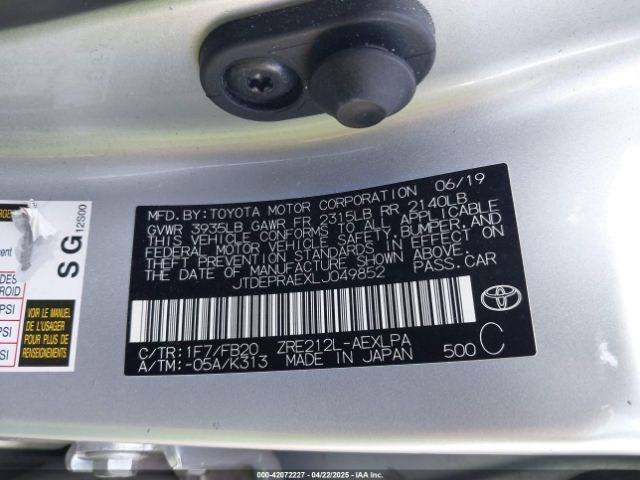 MFD. BY: TOYOTA MOTOR CORPORATION 06/19
GVWR 3935LB GAWR FR 2315LB RR 2140LB
THIS VEHICLE CONFORMS TO ALL APPLICABLE
FEDERAL MOTOR VEHICLE SAFETY, BUMPER, AND
THEFT PREVENTION STANDARDS IN EFFECT ON
THE DATE OF MANUFACTURE SHOWN ABOVE.
JTDEPRAEXLJ049852 PASS.CAR
C/TR:1F7/FB20 ZRE212L-AEXLPA 500 C
A/TM:-05A/K313 MADE IN JAPAN
TOYOTA
SG 12S00
PSI
VOIR LE MANUEL
DE L'USAGER
POUR PLUS DE
RENSEIGNEMENTS
PSI
PSI
000-42072227 - 04/22/2025 - IAAI.COM